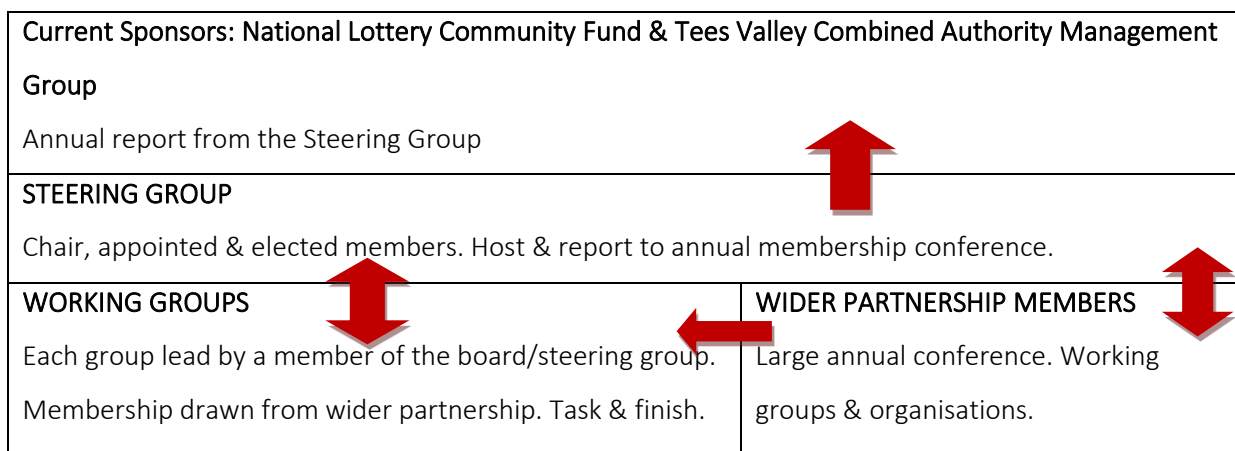 Current Sponsors: National Lottery Community Fund & Tees Valley Combined Authority Management
Group
Annual report from the Steering Group
STEERING GROUP
Chair, appointed & elected members. Host & report to annual membership conference.
WORKING GROUPS
Each group lead by a member of the board/steering group.
Membership drawn from wider partnership. Task & finish.
WIDER PARTNERSHIP MEMBERS
Large annual conference. Working
groups & organisations.